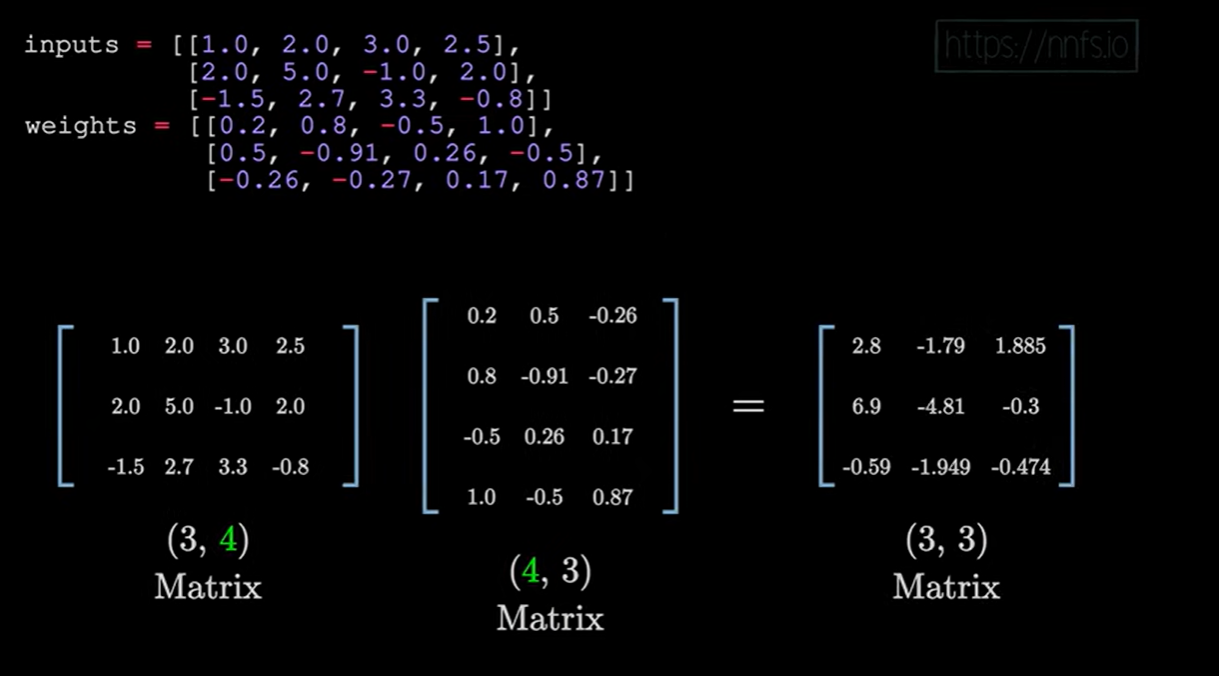 https://nnfs.io
inputs = [[1.0, 2.0, 3.0, 2.5],
[2.0, 5.0, -1.0, 2.0],
[-1.5, 2.7, 3.3, -0.8]]
weights = [[0.2, 0.8, -0.5, 1.0],
[0.5, -0.91, 0.26, -0.5],
[-0.26, -0.27, 0.17, 0.87]]
1.0 2.0 3.0 2.5
2.0 5.0 -1.0 2.0
-1.5 2.7 3.3 -0.8
(3, 4)
Matrix
0.2 0.5 -0.26
0.8 -0.91 -0.27
-0.5 0.26 0.17
1.0 -0.5 0.87
(4, 3)
Matrix
=
2.8 -1.79 1.885
6.9 -4.81 -0.3
-0.59 -1.949 -0.474
(3, 3)
Matrix